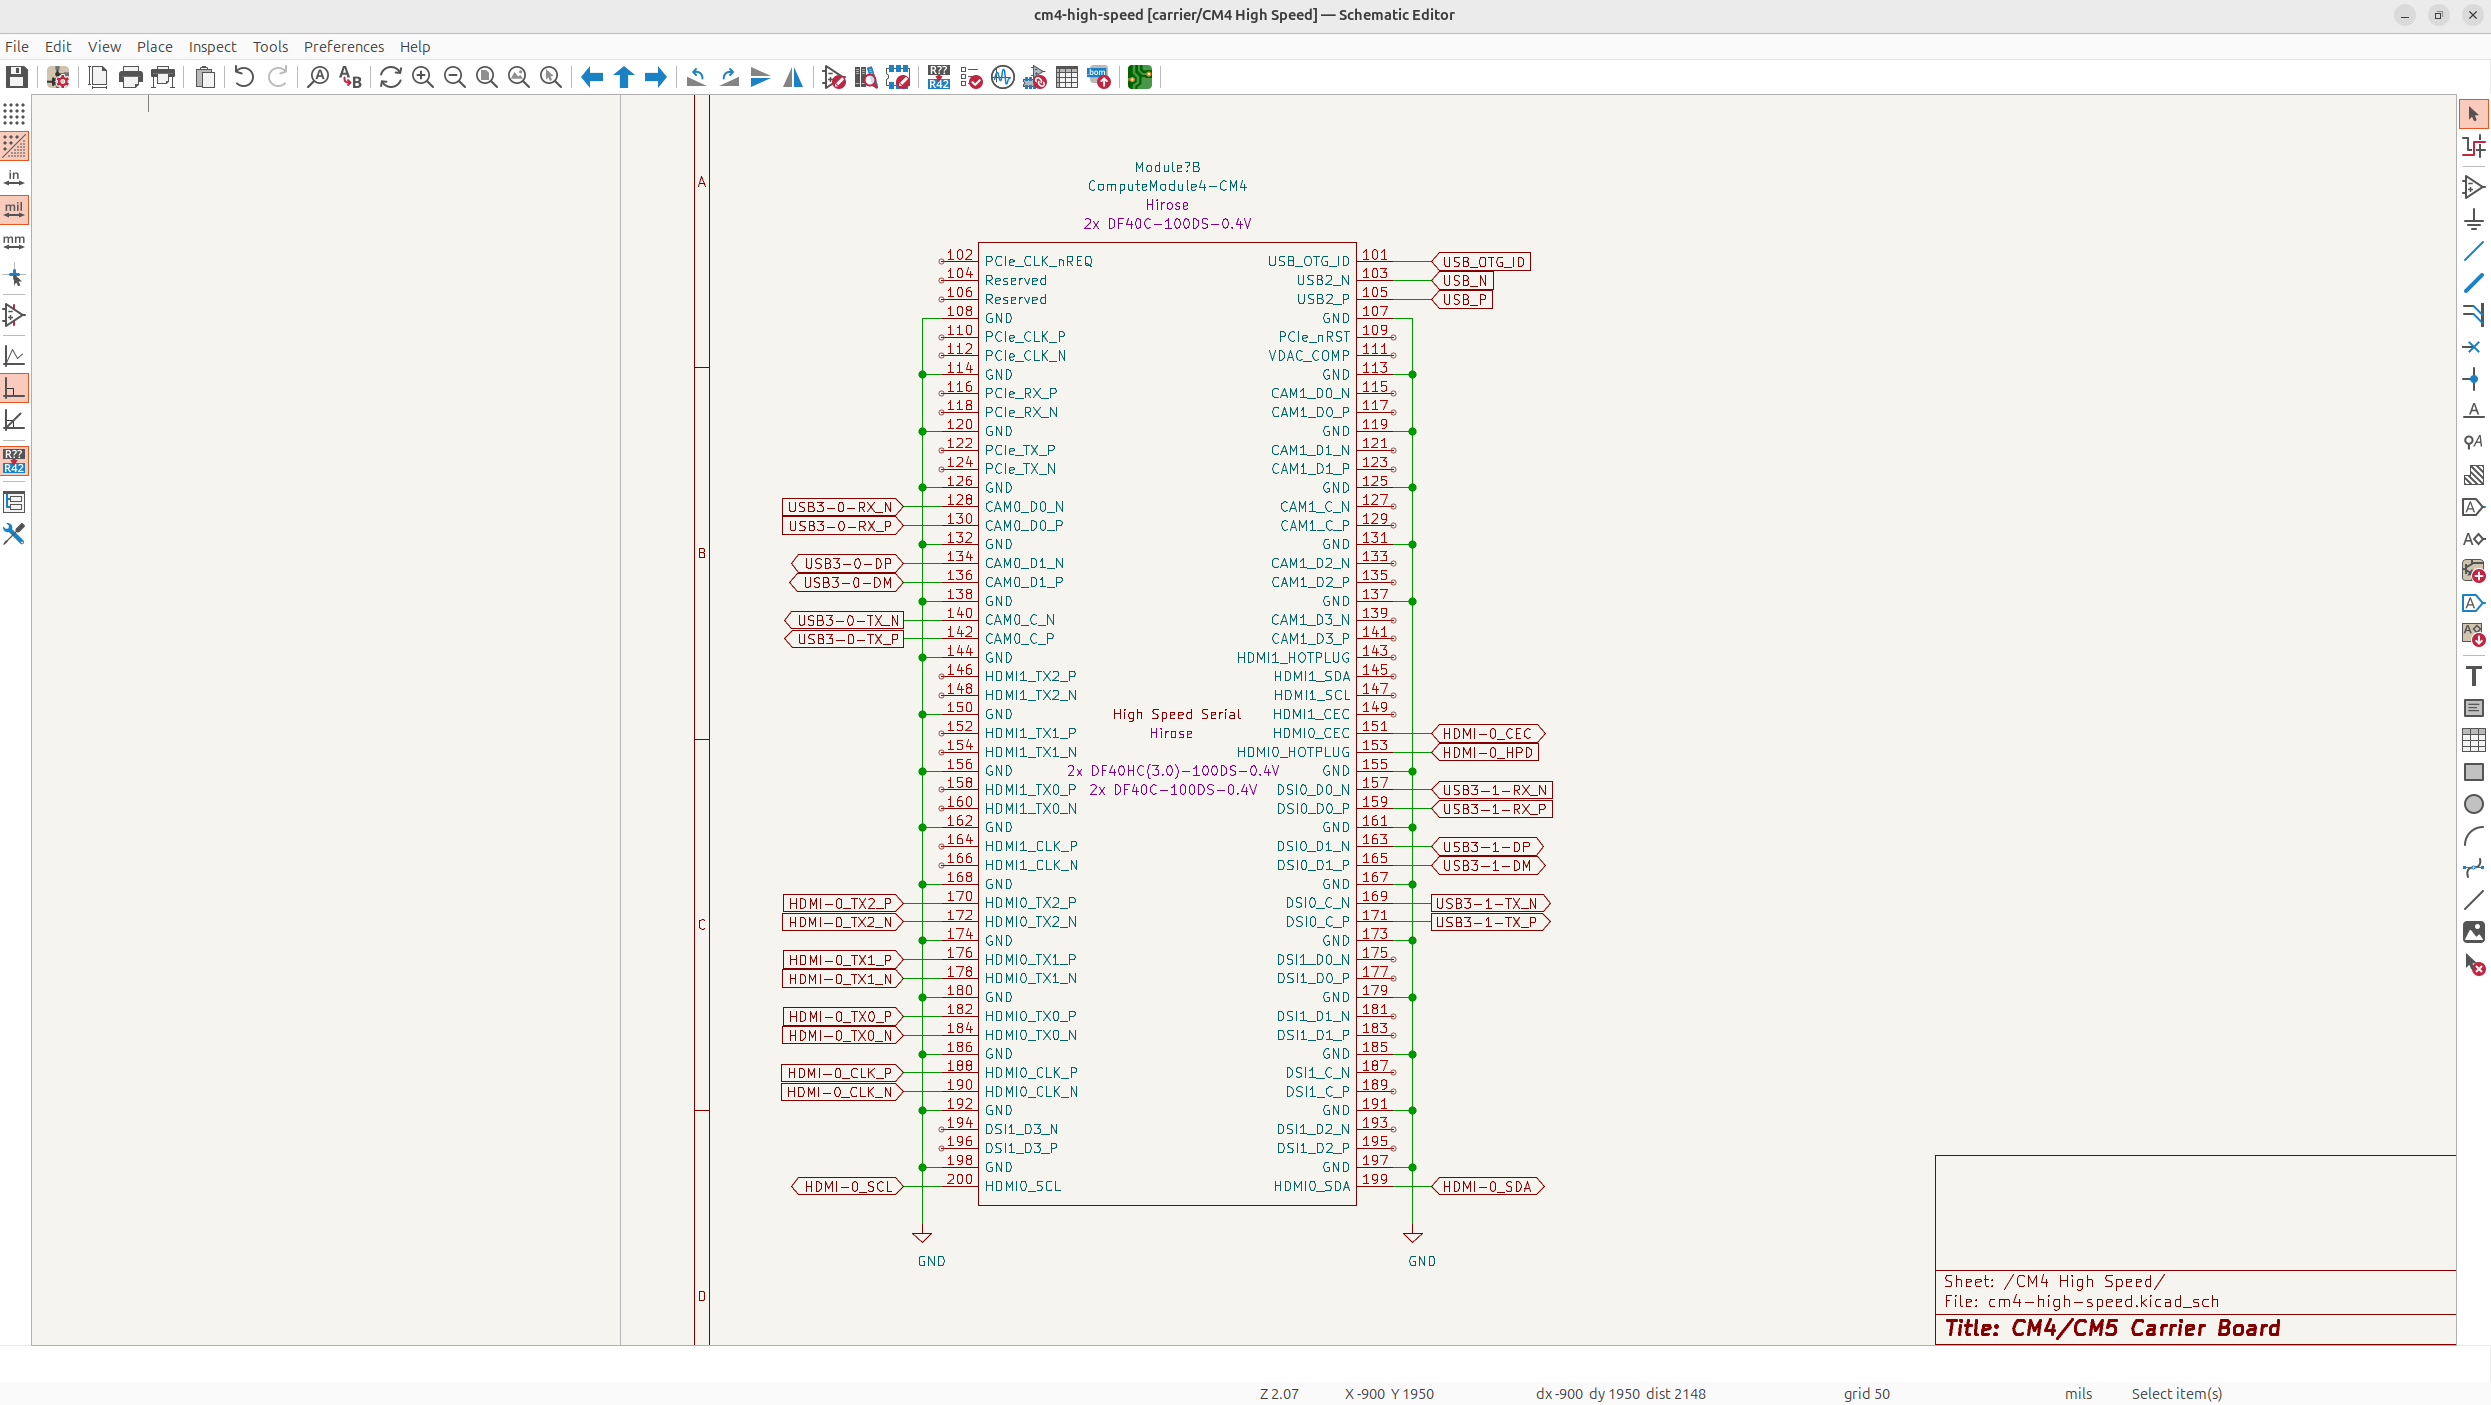 cm4-high-speed [carrier/CM4 High Speed] — Schematic Editor
File Edit View Place Inspect Tools Preferences Help
in
mil
mm
R??
R42
A
B
C
D
Module?B
ComputeModule4-CM4
Hirose
2x DF40C-100DS-0.4V
102 PCIe_CLK_nREQ USB_OTG_ID 101 USB_OTG_ID
104 Reserved USB2_N 103 USB_N
106 Reserved USB2_P 105 USB_P
108 GND GND 107
110 PCIe_CLK_P PCIe_nRST 109
112 PCIe_CLK_N VDAC_COMP 111
114 GND GND 113
116 PCIe_RX_P CAM1_D0_N 115
118 PCIe_RX_N CAM1_D0_P 117
120 GND GND 119
122 PCIe_TX_P CAM1_D1_N 121
124 PCIe_TX_N CAM1_D1_P 123
126 GND GND 125
USB3-0-RX_N 128 CAM0_D0_N CAM1_C_N 127
USB3-0-RX_P 130 CAM0_D0_P CAM1_C_P 129
132 GND GND 131
USB3-0-DP 134 CAM0_D1_N CAM1_D2_N 133
USB3-0-DM 136 CAM0_D1_P CAM1_D2_P 135
138 GND GND 137
USB3-0-TX_N 140 CAM0_C_N CAM1_D3_N 139
USB3-0-TX_P 142 CAM0_C_P CAM1_D3_P 141
144 GND HDMI1_HOTPLUG 143
146 HDMI1_TX2_P HDMI1_SDA 145
148 HDMI1_TX2_N HDMI1_SCL 147
150 GND High Speed Serial HDMI1_CEC 149
152 HDMI1_TX1_P Hirose HDMI0_CEC 151 HDMI-0_CEC
154 HDMI1_TX1_N HDMI0_HOTPLUG 153 HDMI-0_HPD
156 GND 2x DF40HC(3.0)-100DS-0.4V GND 155
158 HDMI1_TX0_P 2x DF40C-100DS-0.4V DSI0_D0_N 157 USB3-1-RX_N
160 HDMI1_TX0_N DSI0_D0_P 159 USB3-1-RX_P
162 GND GND 161
164 HDMI1_CLK_P DSI0_D1_N 163 USB3-1-DP
166 HDMI1_CLK_N DSI0_D1_P 165 USB3-1-DM
168 GND GND 167
HDMI-0_TX2_P 170 HDMI0_TX2_P DSI0_C_N 169 USB3-1-TX_N
HDMI-0_TX2_N 172 HDMI0_TX2_N DSI0_C_P 171 USB3-1-TX_P
174 GND GND 173
HDMI-0_TX1_P 176 HDMI0_TX1_P DSI1_D0_N 175
HDMI-0_TX1_N 178 HDMI0_TX1_N DSI1_D0_P 177
180 GND GND 179
HDMI-0_TX0_P 182 HDMI0_TX0_P DSI1_D1_N 181
HDMI-0_TX0_N 184 HDMI0_TX0_N DSI1_D1_P 183
186 GND GND 185
HDMI-0_CLK_P 188 HDMI0_CLK_P DSI1_C_N 187
HDMI-0_CLK_N 190 HDMI0_CLK_N DSI1_C_P 189
192 GND GND 191
194 DSI1_D3_N DSI1_D2_N 193
196 DSI1_D3_P DSI1_D2_P 195
198 GND GND 197
HDMI-0_SCL 200 HDMI0_SCL HDMI0_SDA 199 HDMI-0_SDA
GND GND
Sheet: /CM4 High Speed/
File: cm4-high-speed.kicad_sch
Title: CM4/CM5 Carrier Board
Z 2.07 X -900 Y 1950 dx -900 dy 1950 dist 2148 grid 50 mils Select item(s)